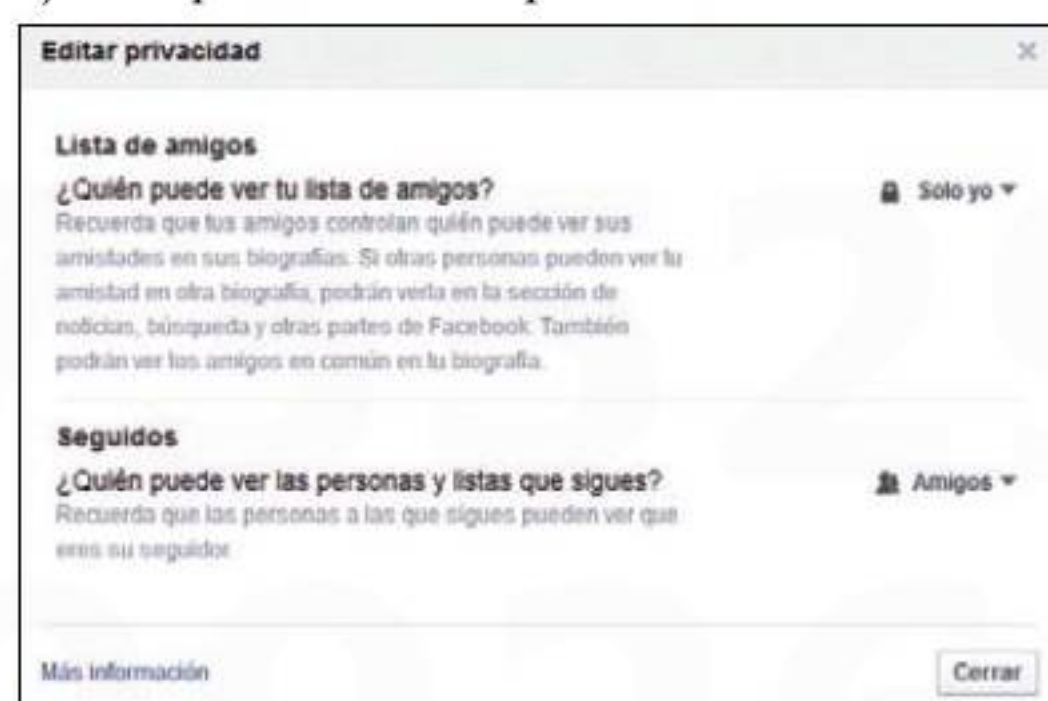 Editar privacidad
Lista de amigos
¿Quién puede ver tu lista de amigos?
Solo yo
Recuerda que tus amigos controlan quién puede ver sus
amistades en sus biografías. Si otras personas pueden ver tu
amistad en otra biografía, podrán verla en la sección de
noticias, búsqueda y otras partes de Facebook. También
podrán ver los amigos en común en tu biografía.
Seguidos
¿Quién puede ver las personas y listas que sigues?
Amigos
Recuerda que las personas a las que sigues pueden ver que
eres su seguidor.
Más información
Cerrar